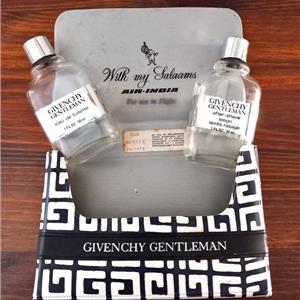 With my Salaams
AIR-INDIA
For use in Flight
GIVENCHY
GENTLEMAN
eau de toilette
GIVENCHY
GENTLEMAN
after-shave
lotion
après rasage
GIVENCHY GENTLEMAN